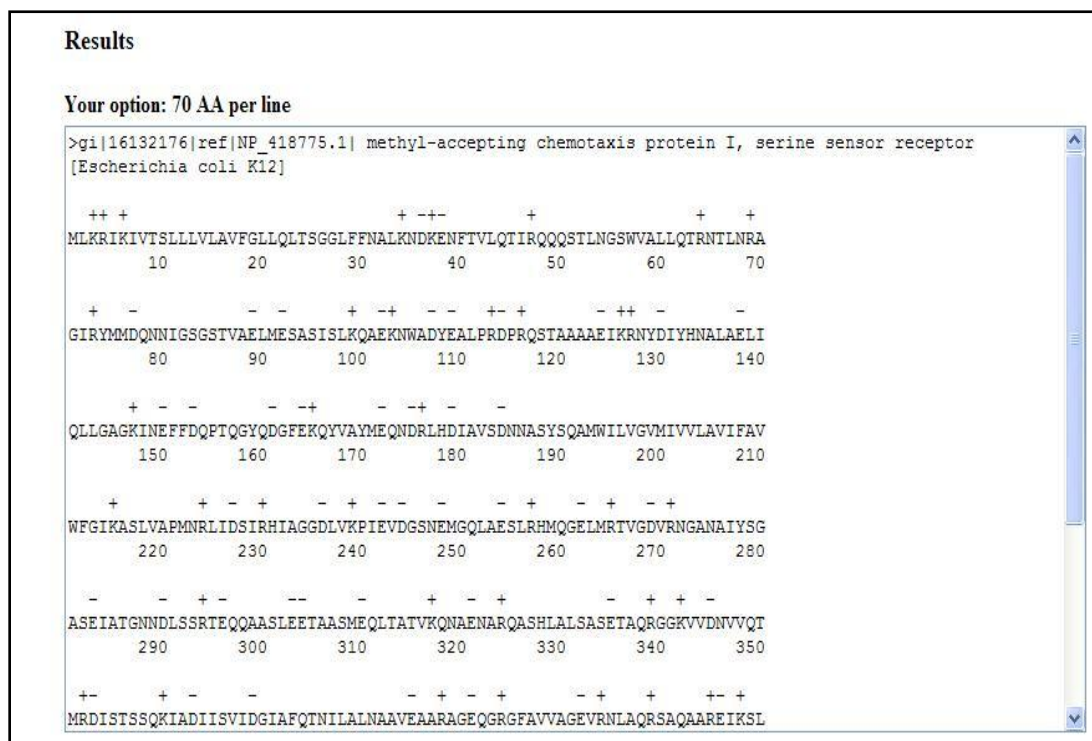 Results
Your option: 70 AA per line
>gi|16132176|ref|NP_418775.1| methyl-accepting chemotaxis protein I, serine sensor receptor
[Escherichia coli K12]
++ + + -+- + + +
MLKRIKIVTSLLLVLAVFGLLQLTSGGLFFNALKNDKENFTVLQTIRQQQSTLNGSWVALLQTRNTLNRA
10 20 30 40 50 60 70
+ - - - + -+ - - +- + - ++ - -
GIRYMMDQNNIGSGSTVAELMESASISLKQAEKNWADYEALPRDPRQSTAAAAEIKRNYDIYHNALAELI
80 90 100 110 120 130 140
+ - - - -+ - -+ - -
QLLGAGKINEFFDQPTQGYQDGFEKQYVAYMEQNDRLHDIAVSDNNASYSQAMWILVGVMIVVLAVIFAV
150 160 170 180 190 200 210
+ + - + - + - - - - + - + - +
WFGIKASLVAPMNRLIDSIRHIAGGDLVKPIEVDGSNEMGQLAESLRHMQGELMRTVGDVRNGANAIYSG
220 230 240 250 260 270 280
- - + - -- - + - + - + + -
ASEIATGNNDLSSRTEQQAASLEETAASMEQLTATVKQNAENARQASHLALSASETAQRGGKVVDNVVQT
290 300 310 320 330 340 350
+- + - - - + - + - + + +- +
MRDISTSSQKIADIISVIDGIAFQTNILALNAAVEAARAGEQGRGFAVVAGEVRNLAQRSAQAAREIKSL